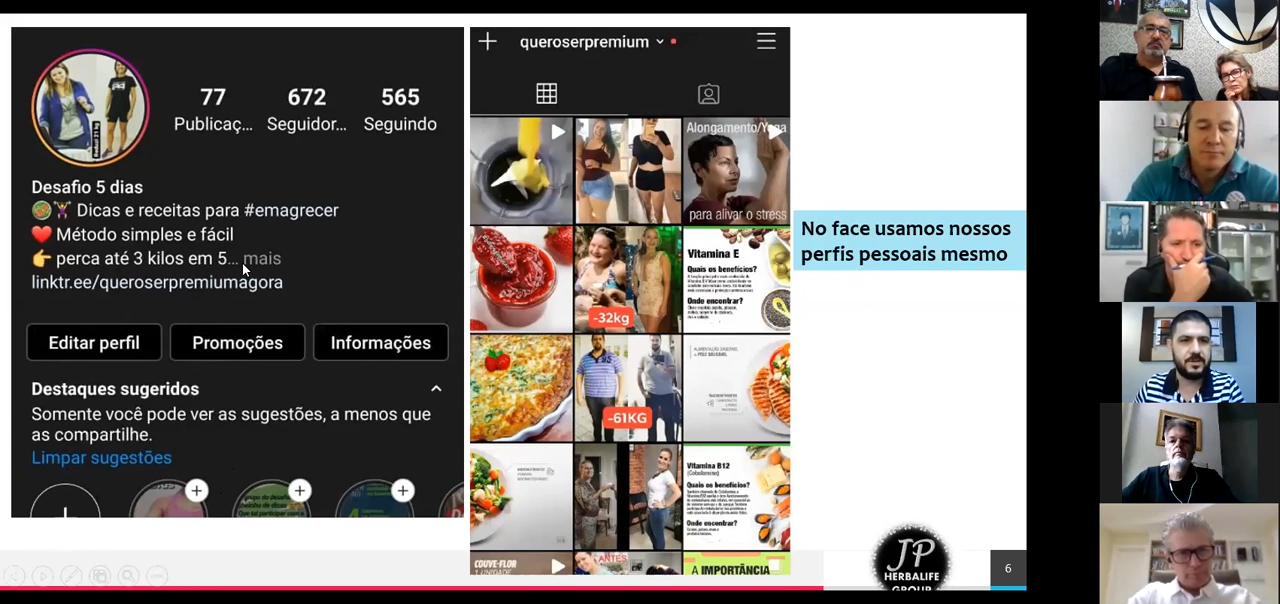 77
672
565
Publicaç...
Seguidor...
Seguindo
Desafio 5 dias
Dicas e receitas para #emagrecer
Método simples e fácil
perca até 3 kilos em 5... mais
linktr.ee/queroserpremiumagora
Editar perfil
Promoções
Informações
Destaques sugeridos
Somente você pode ver as sugestões, a menos que
as compartilhe.
Limpar sugestões
queroserpremium
Alongamento/Yoga
para alivar o stress
-32kg
Vitamina E
Quais os benefícios?
Onde encontrar?
-61KG
Vitamina B12
(Cobalamina)
Quais os benefícios?
Onde encontrar?
COUVE-FLOR
1 UNIDADE
ANTES
A IMPORTÂNCIA
No face usamos nossos
perfis pessoais mesmo
JP
HERBALIFE
GROUP
6